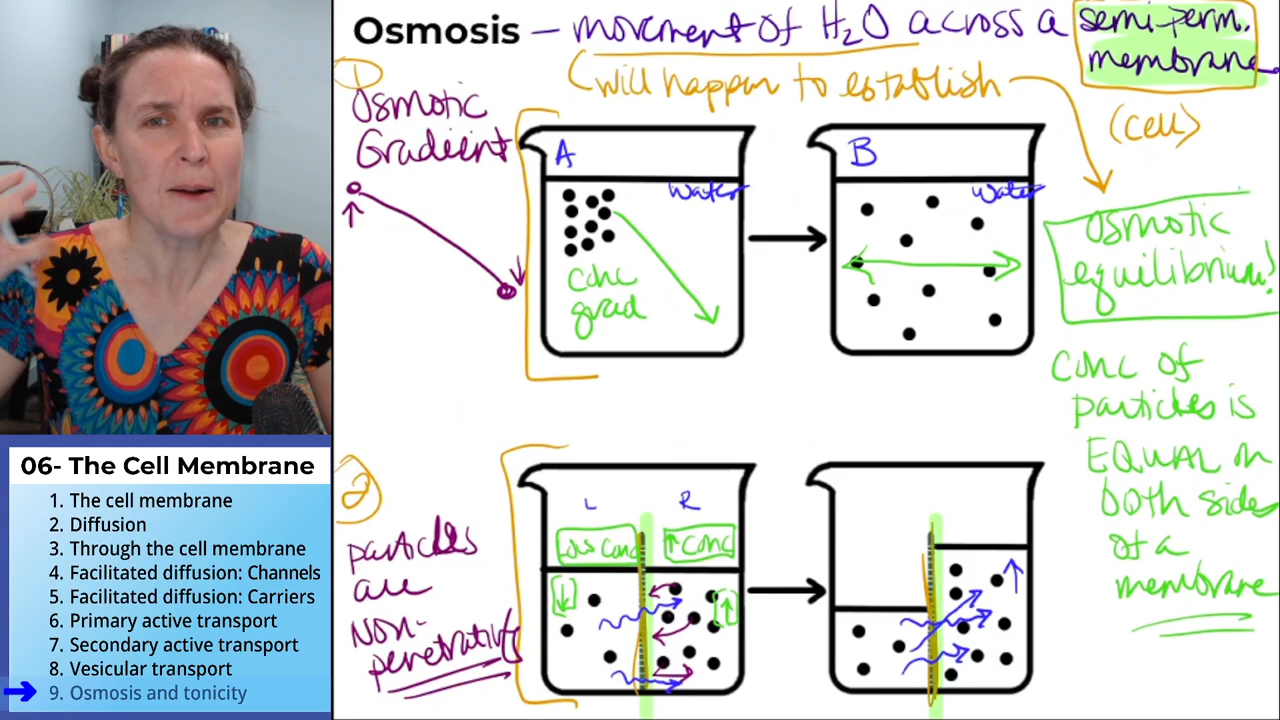 Osmosis – movement of H₂O across a semi-perm. membrane
(will happen to establish
(cell)
osmotic equilibrium!
1)
Osmotic
Gradient
A
water
conc
grad
B
water
conc of
particles is
EQUAL on
both sides
of a
membrane
2
particles
are
NON-
penetrating
L
R
Low conc
↑ conc
06- The Cell Membrane
1. The cell membrane
2. Diffusion
3. Through the cell membrane
4. Facilitated diffusion: Channels
5. Facilitated diffusion: Carriers
6. Primary active transport
7. Secondary active transport
8. Vesicular transport
9. Osmosis and tonicity